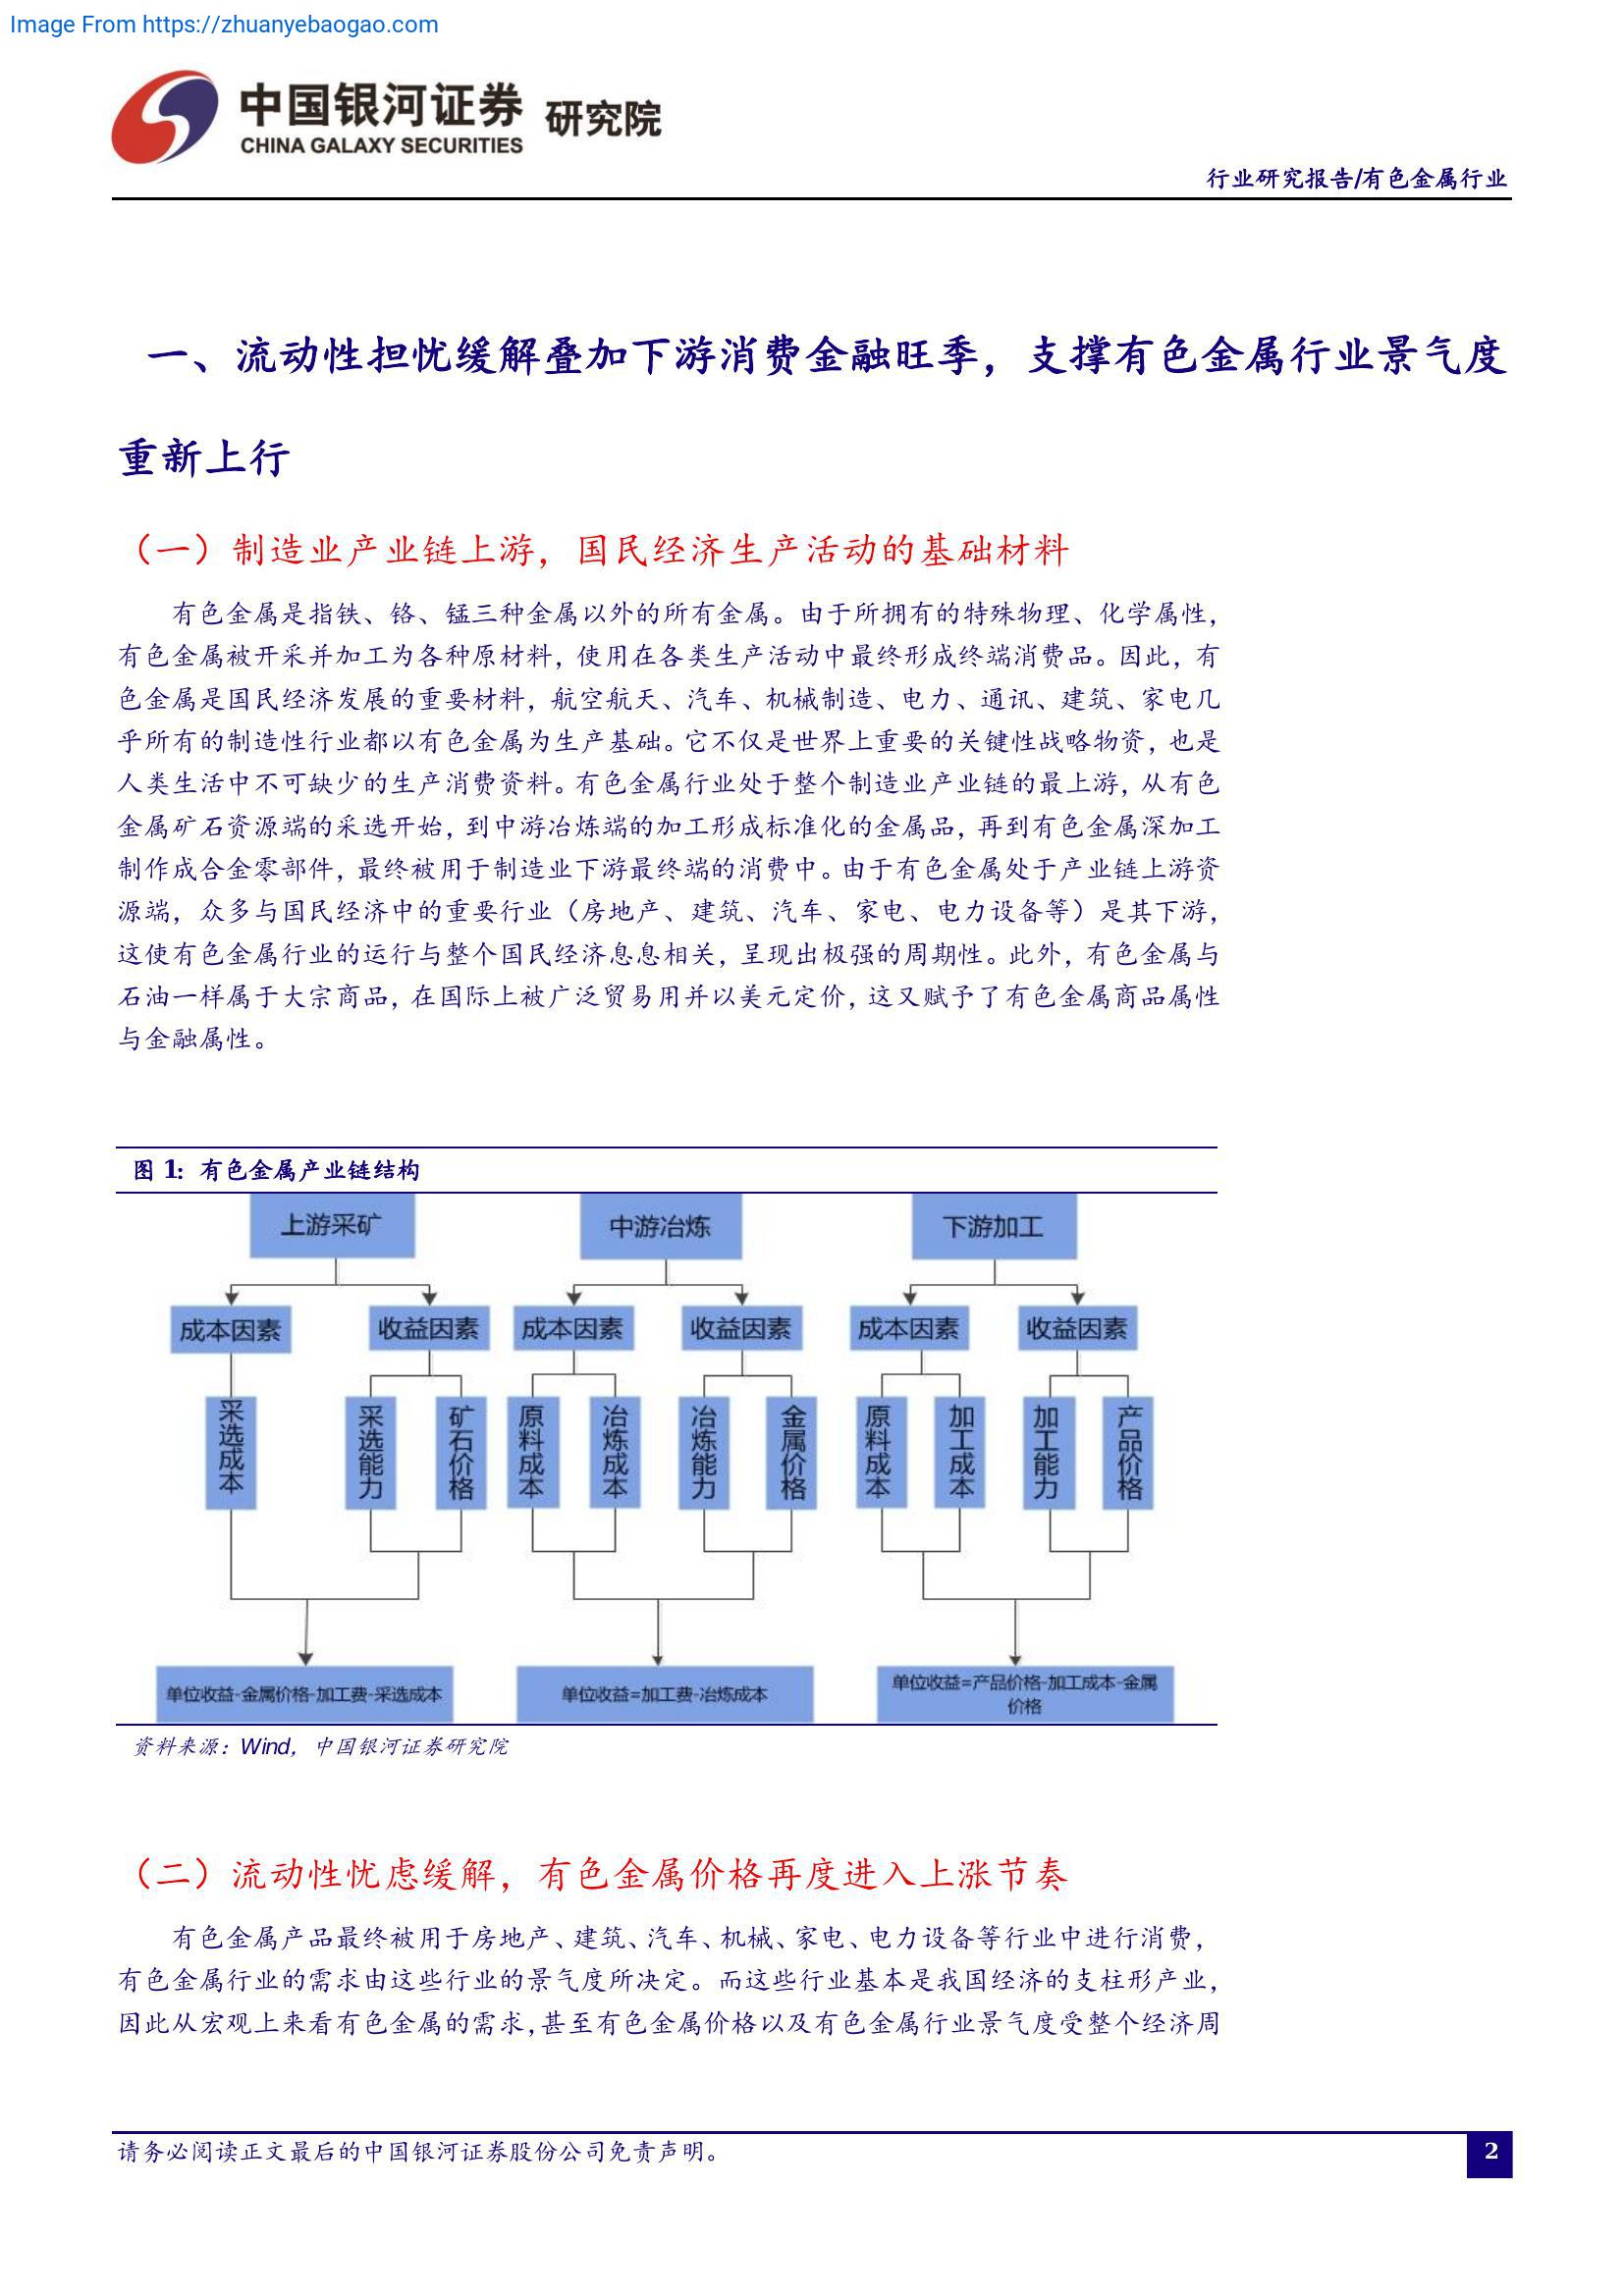 Image From https://zhuanyebaogao.com
中国银河证券 研究院
CHINA GALAXY SECURITIES
行业研究报告/有色金属行业
一、流动性担忧缓解叠加下游消费金融旺季，支撑有色金属行业景气度
重新上行
（一）制造业产业链上游，国民经济生产活动的基础材料
有色金属是指铁、铬、锰三种金属以外的所有金属。由于所拥有的特殊物理、化学属性，
有色金属被开采并加工为各种原材料，使用在各类生产活动中最终形成终端消费品。因此，有
色金属是国民经济发展的重要材料，航空航天、汽车、机械制造、电力、通讯、建筑、家电几
乎所有的制造性行业都以有色金属为生产基础。它不仅是世界上重要的关键性战略物资，也是
人类生活中不可缺少的生产消费资料。有色金属行业处于整个制造业产业链的最上游，从有色
金属矿石资源端的采选开始，到中游冶炼端的加工形成标准化的金属品，再到有色金属深加工
制作成合金零部件，最终被用于制造业下游最终端的消费中。由于有色金属处于产业链上游资
源端，众多与国民经济中的重要行业（房地产、建筑、汽车、家电、电力设备等）是其下游，
这使有色金属行业的运行与整个国民经济息息相关，呈现出极强的周期性。此外，有色金属与
石油一样属于大宗商品，在国际上被广泛贸易用并以美元定价，这又赋予了有色金属商品属性
与金融属性。
图 1：有色金属产业链结构
上游采矿 中游冶炼 下游加工
成本因素 收益因素 成本因素 收益因素 成本因素 收益因素
采选成本 采选能力 矿石价格 原料成本 冶炼成本 冶炼能力 金属价格 原料成本 加工成本 加工能力 产品价格
单位收益-金属价格-加工费-采选成本
单位收益=加工费-冶炼成本
单位收益=产品价格-加工成本-金属
价格
资料来源：Wind，中国银河证券研究院
（二）流动性忧虑缓解，有色金属价格再度进入上涨节奏
有色金属产品最终被用于房地产、建筑、汽车、机械、家电、电力设备等行业中进行消费，
有色金属行业的需求由这些行业的景气度所决定。而这些行业基本是我国经济的支柱形产业，
因此从宏观上来看有色金属的需求，甚至有色金属价格以及有色金属行业景气度受整个经济周
请务必阅读正文最后的中国银河证券股份公司免责声明。
2